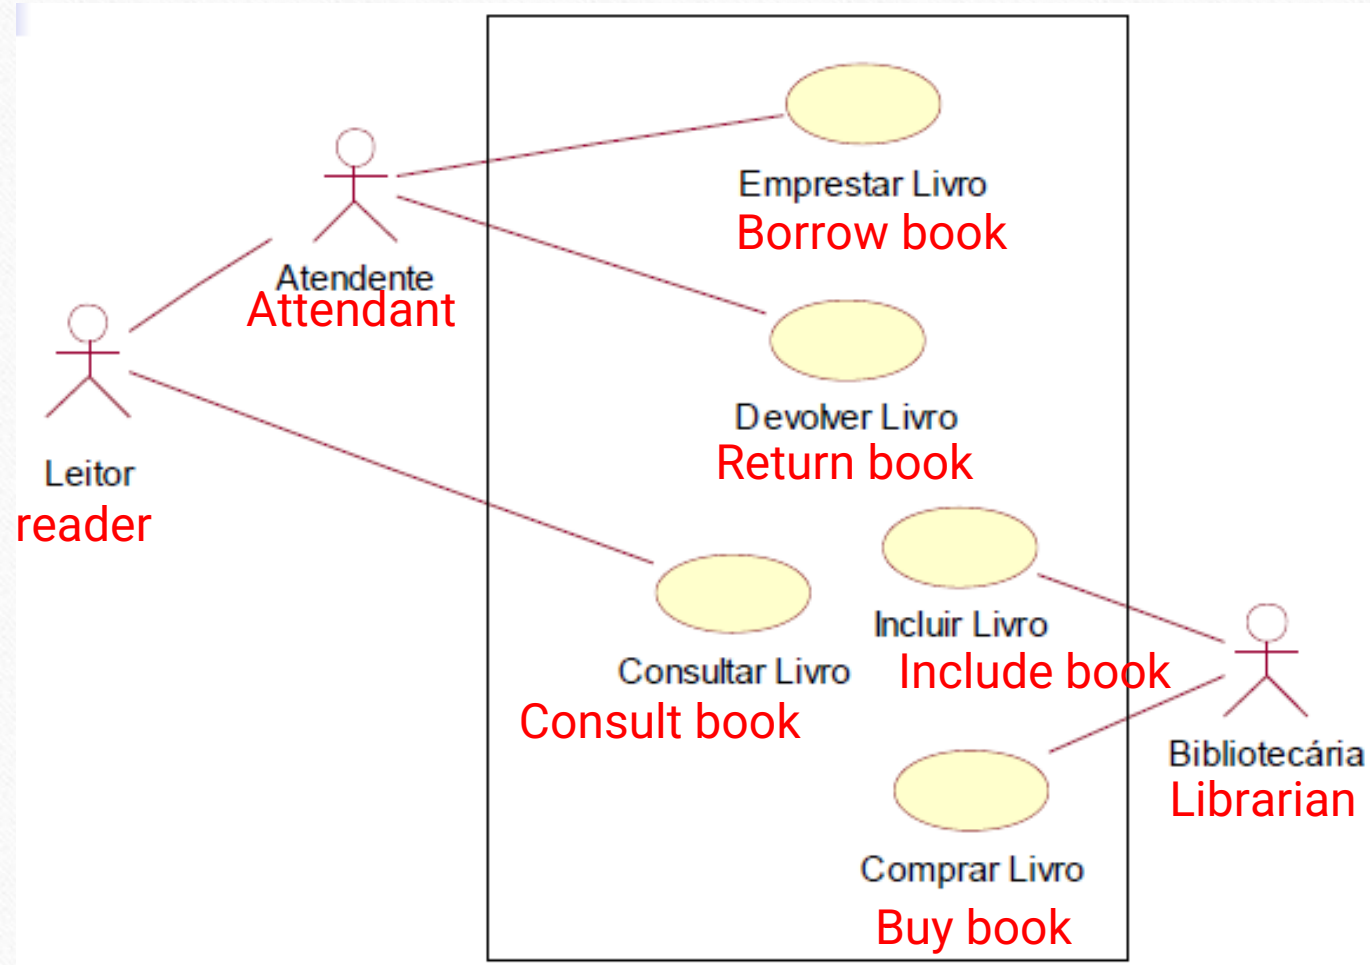 Emprestar Livro
Borrow book
Atendente
Attendant
Devolver Livro
Return book
Leitor
reader
Incluir Livro
Include book
Consultar Livro
Consult book
Bibliotecária
Librarian
Comprar Livro
Buy book